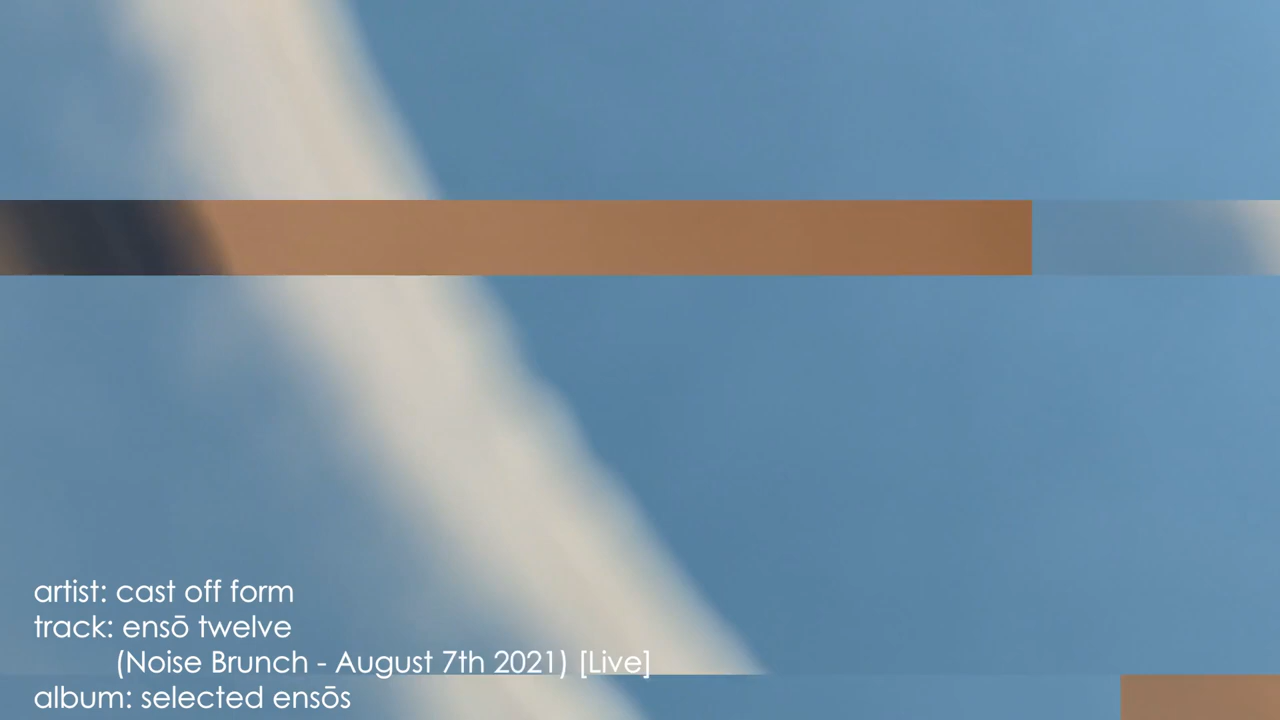 artist: cast off form
track: ensō twelve
(Noise Brunch - August 7th 2021) [Live]
album: selected ensōs